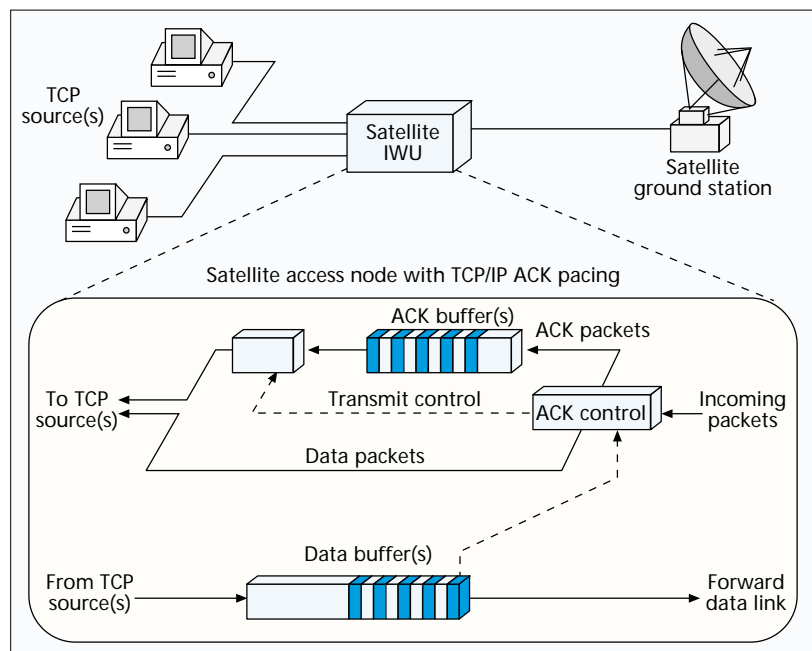 TCP
source(s)
Satellite
IWU
Satellite
ground station
Satellite access node with TCP/IP ACK pacing
ACK buffer(s)
ACK packets
To TCP
source(s)
Transmit control
ACK control
Incoming
packets
Data packets
Data buffer(s)
From TCP
source(s)
Forward
data link